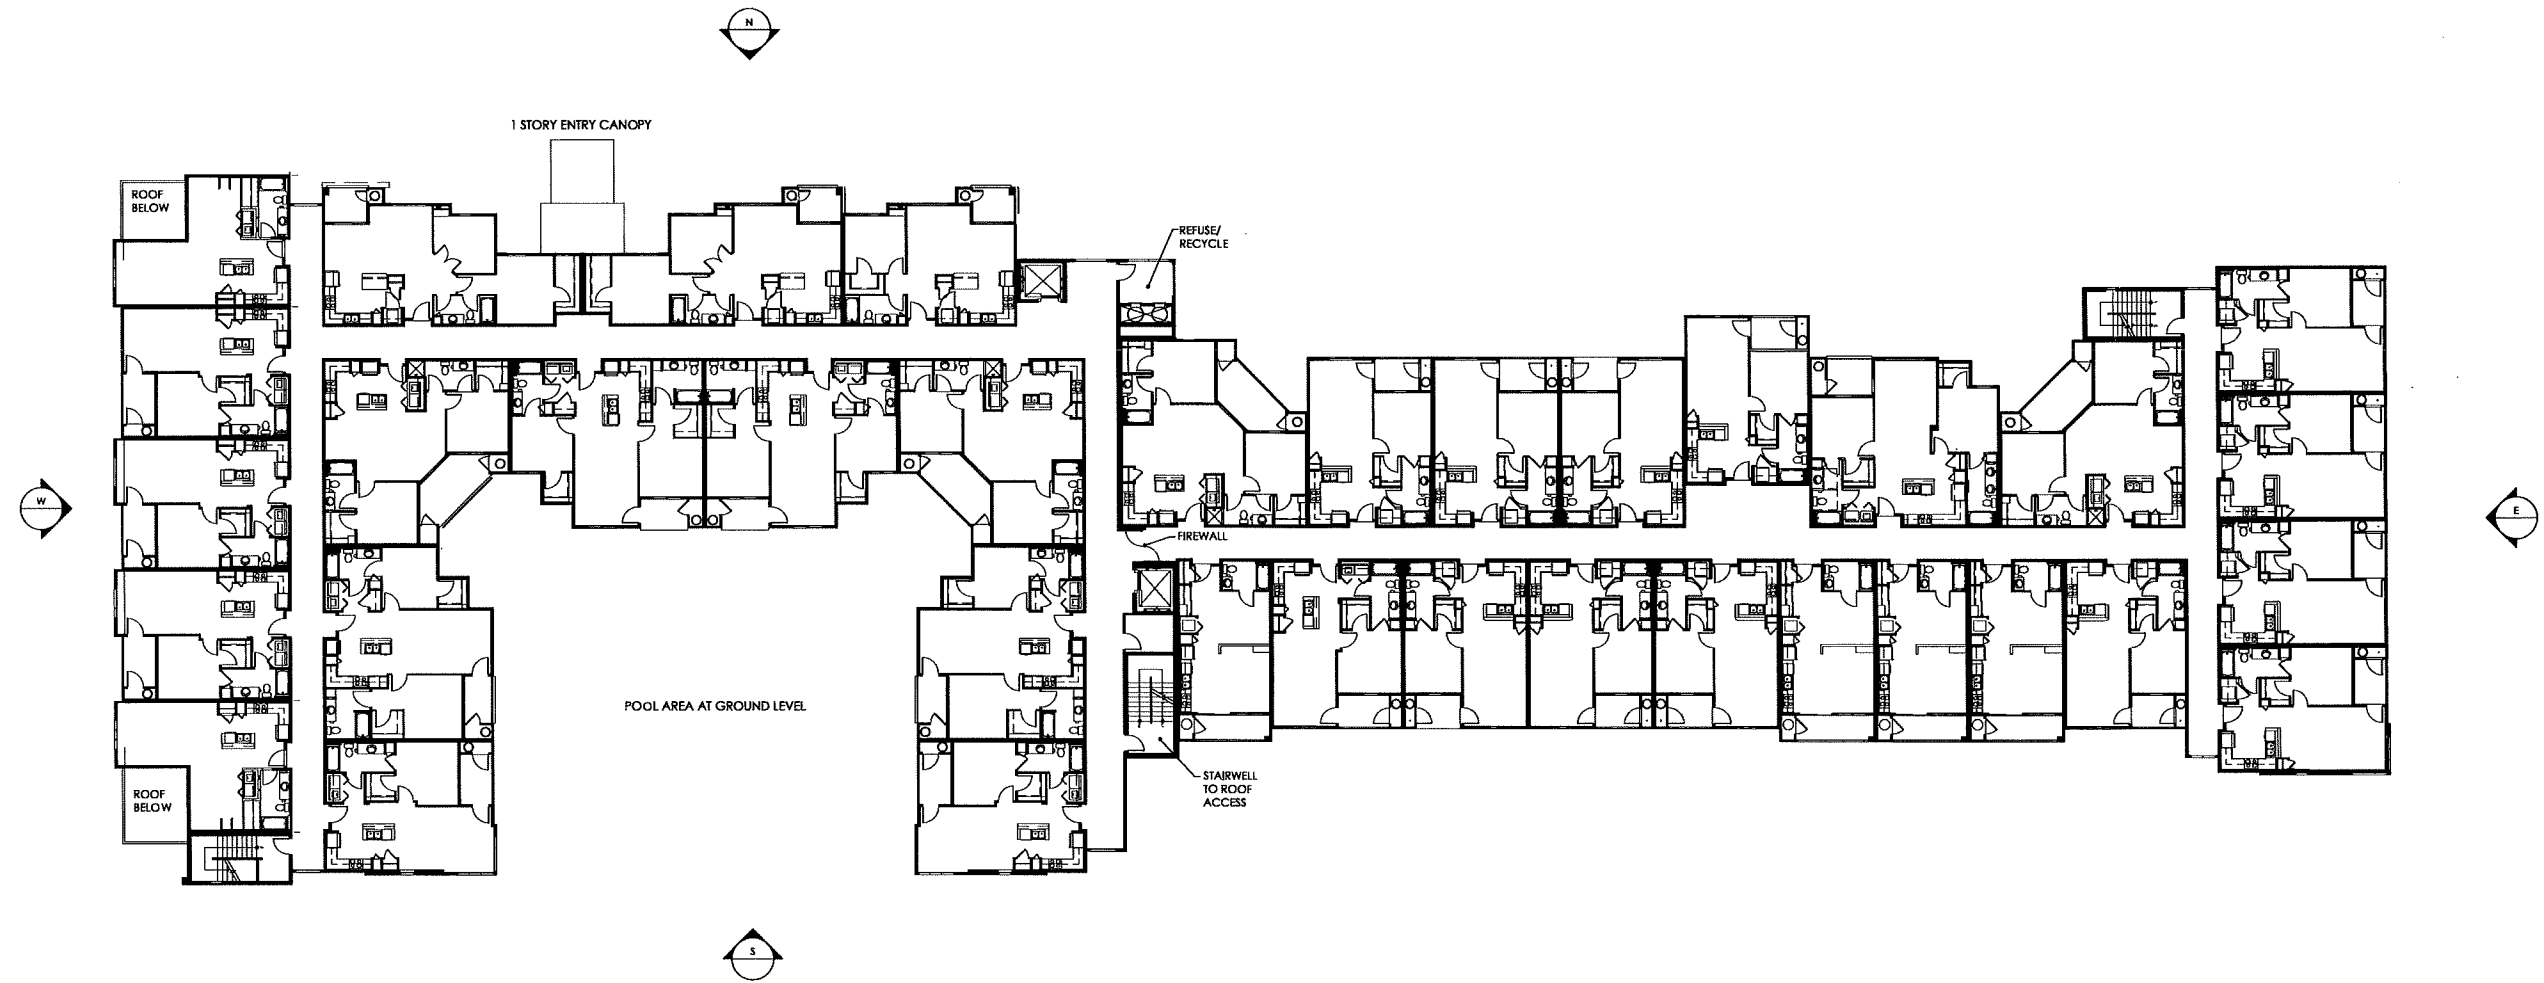 N
1 STORY ENTRY CANOPY
ROOF
BELOW
REFUSE/
RECYCLE
W
E
FIREWALL
POOL AREA AT GROUND LEVEL
STAIRWELL
TO ROOF
ACCESS
ROOF
BELOW
S